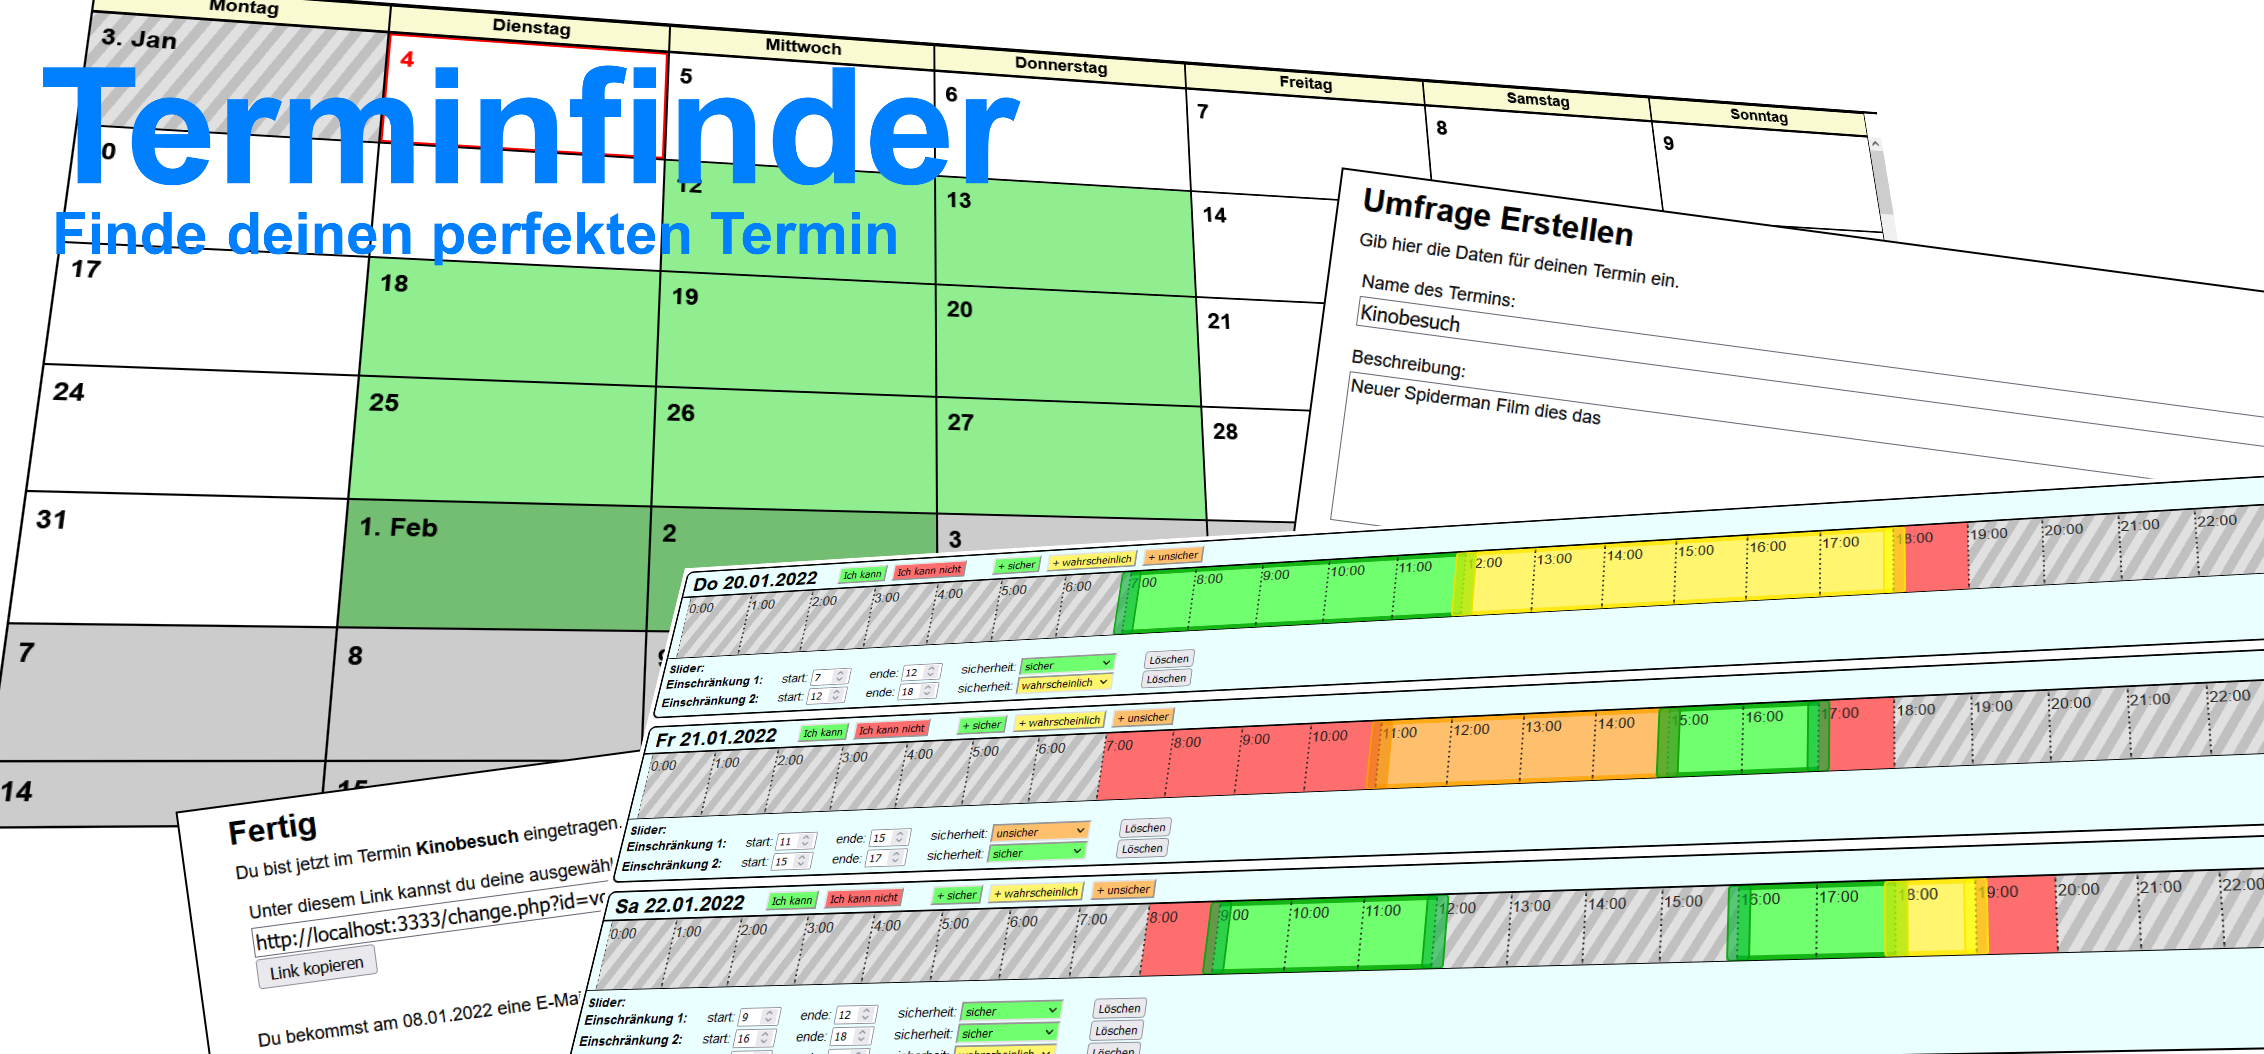 Montag
Dienstag
Mittwoch
Donnerstag
Freitag
Samstag
Sonntag
3. Jan
4
5
6
7
8
9
Terminfinder
Finde deinen perfekten Termin
0
12
13
14
17
18
19
20
21
24
25
26
27
28
31
1. Feb
2
3
7
8
14
15
Umfrage Erstellen
Gib hier die Daten für deinen Termin ein.
Name des Termins:
Kinobesuch
Beschreibung:
Neuer Spiderman Film dies das
Do 20.01.2022 Ich kann Ich kann nicht + sicher + wahrscheinlich + unsicher
0:00 1:00 2:00 3:00 4:00 5:00 6:00 7:00 8:00 9:00 10:00 11:00 12:00 13:00 14:00 15:00 16:00 17:00 18:00 19:00 20:00 21:00 22:00
Slider:
Einschränkung 1: start: 7 ende: 12 sicherheit: sicher Löschen
Einschränkung 2: start: 12 ende: 18 sicherheit: wahrscheinlich Löschen
Fr 21.01.2022 Ich kann Ich kann nicht + sicher + wahrscheinlich + unsicher
0:00 1:00 2:00 3:00 4:00 5:00 6:00 7:00 8:00 9:00 10:00 11:00 12:00 13:00 14:00 15:00 16:00 17:00 18:00 19:00 20:00 21:00 22:00
Slider:
Einschränkung 1: start: 11 ende: 15 sicherheit: unsicher Löschen
Einschränkung 2: start: 15 ende: 17 sicherheit: sicher Löschen
Sa 22.01.2022 Ich kann Ich kann nicht + sicher + wahrscheinlich + unsicher
0:00 1:00 2:00 3:00 4:00 5:00 6:00 7:00 8:00 9:00 10:00 11:00 12:00 13:00 14:00 15:00 16:00 17:00 18:00 19:00 20:00 21:00 22:00
Slider:
Einschränkung 1: start: 9 ende: 12 sicherheit: sicher Löschen
Einschränkung 2: start: 16 ende: 18 sicherheit: sicher Löschen
sicherheit: wahrscheinlich Löschen
Fertig
Du bist jetzt im Termin Kinobesuch eingetragen.
Unter diesem Link kannst du deine ausgewähl
http://localhost:3333/change.php?id=vc
Link kopieren
Du bekommst am 08.01.2022 eine E-Mai